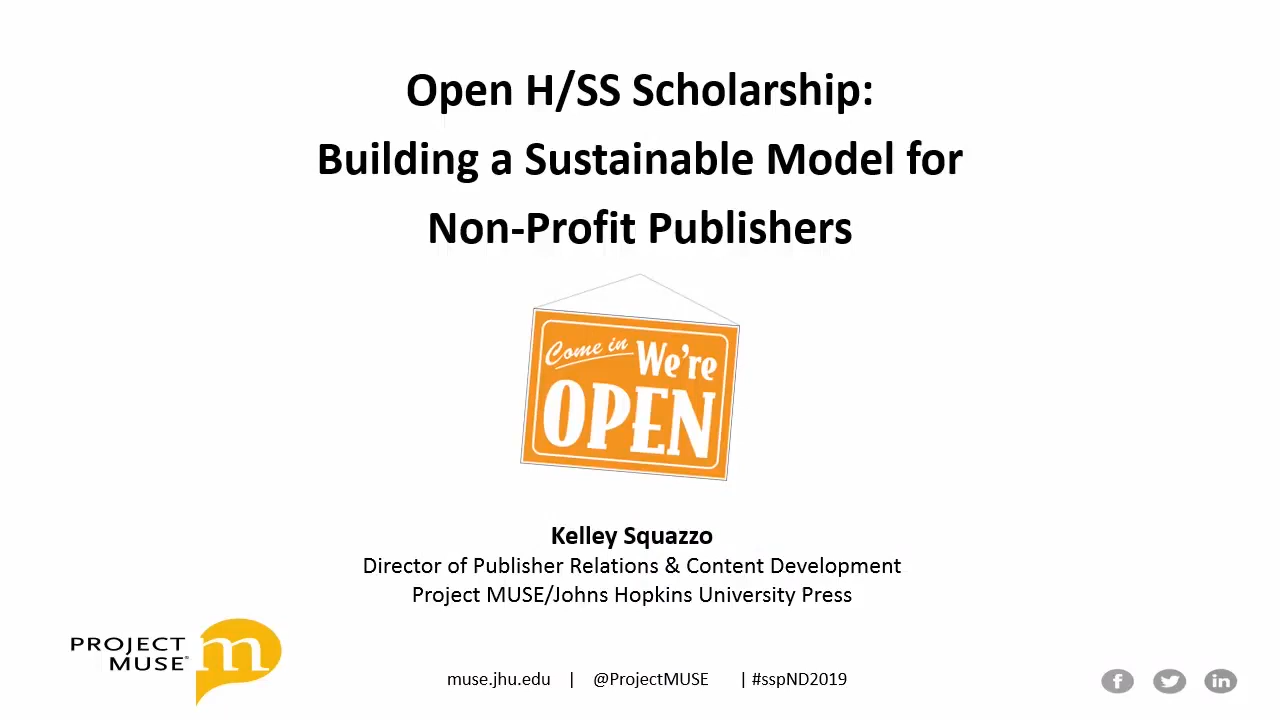 Open H/SS Scholarship:
Building a Sustainable Model for
Non-Profit Publishers
Come in We're
OPEN
Kelley Squazzo
Director of Publisher Relations & Content Development
Project MUSE/Johns Hopkins University Press
PROJECT
MUSE® m
muse.jhu.edu | @ProjectMUSE | #sspND2019
f in